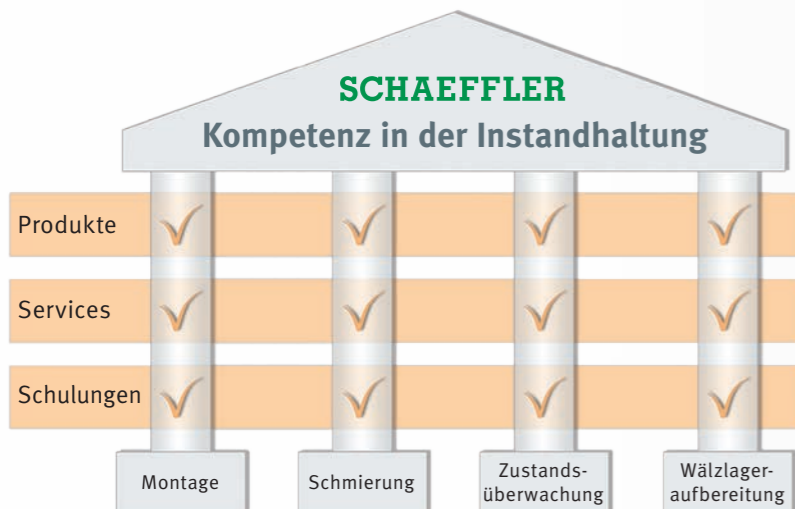 SCHAEFFLER
Kompetenz in der Instandhaltung
Produkte
Services
Schulungen
Montage
Schmierung
Zustands-
überwachung
Wälzlager-
aufbereitung